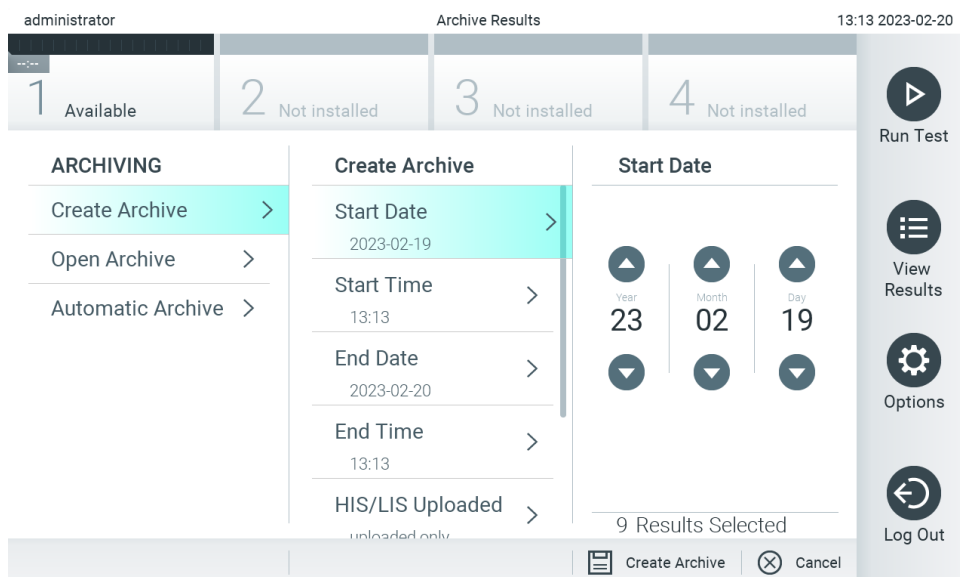 administrator
Archive Results
13:13 2023-02-20
--:--
1 Available
2 Not installed
3 Not installed
4 Not installed
ARCHIVING
Create Archive
Open Archive
Automatic Archive
Create Archive
Start Date
2023-02-19
Start Time
13:13
End Date
2023-02-20
End Time
13:13
HIS/LIS Uploaded
uploaded only
Start Date
Year Month Day
23 02 19
9 Results Selected
Run Test
View
Results
Options
Log Out
Create Archive
Cancel